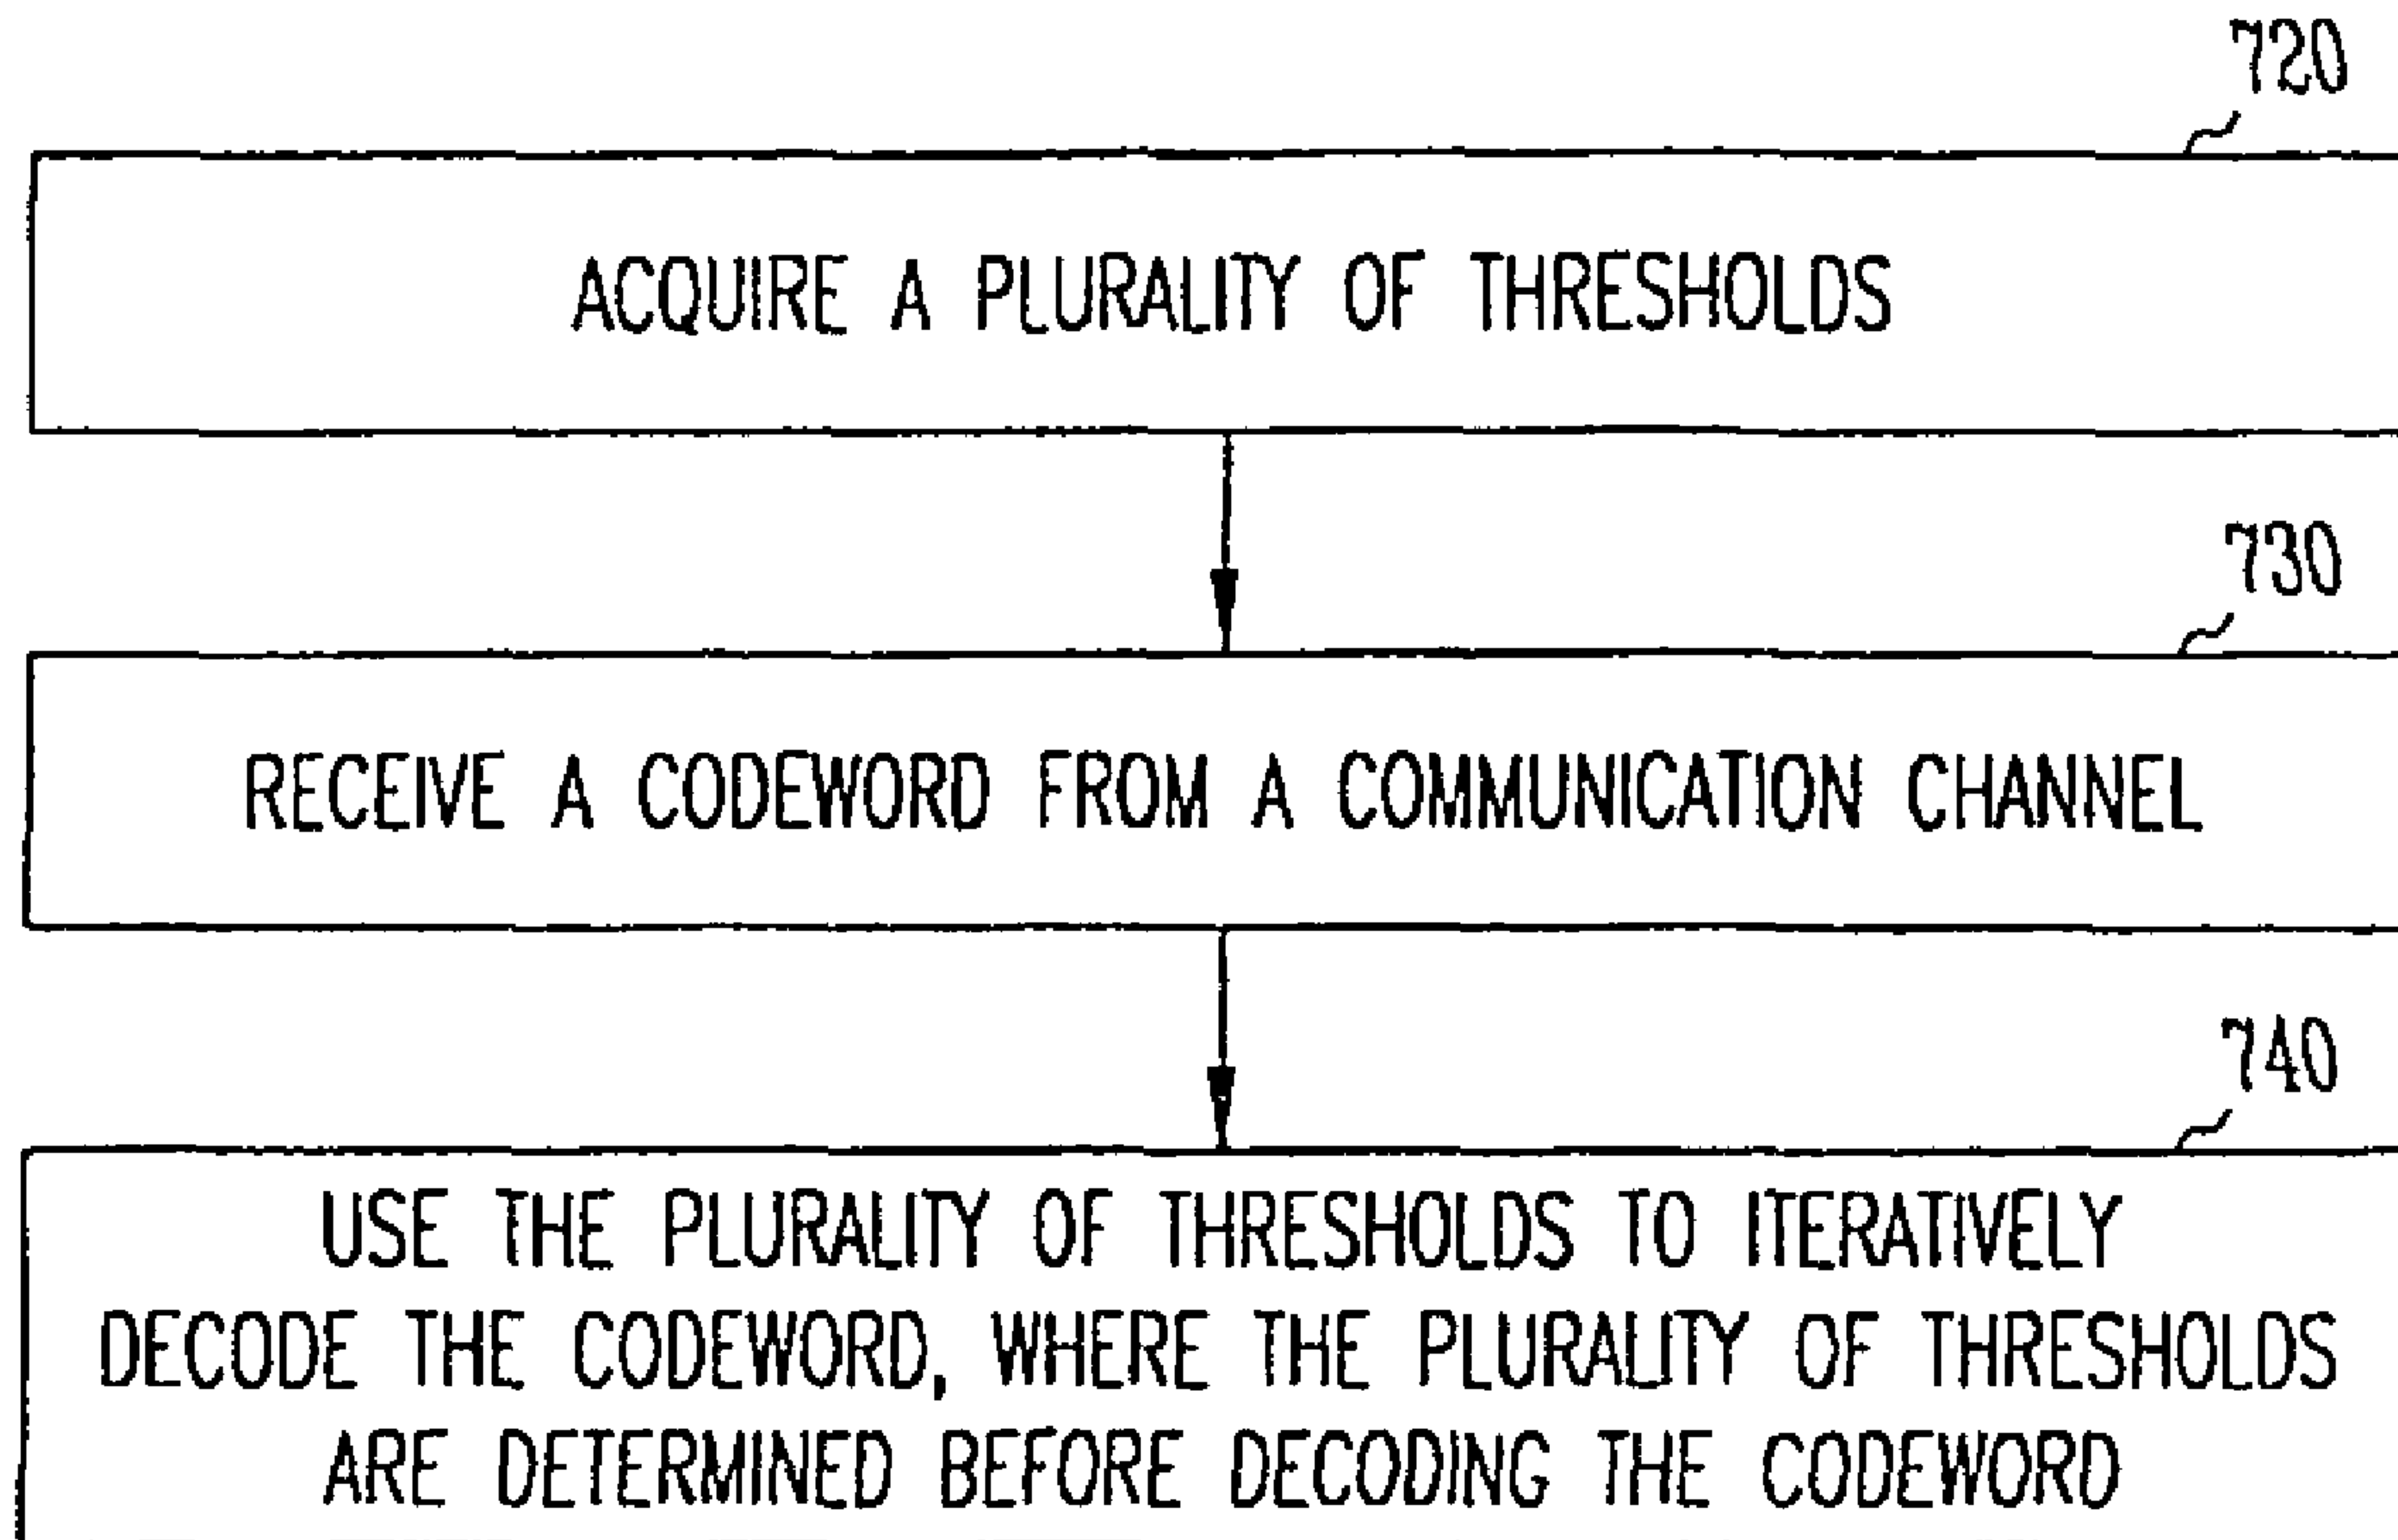 720
ACQUIRE A PLURALITY OF THRESHOLDS
730
RECEIVE A CODEWORD FROM A COMMUNICATION CHANNEL
740
USE THE PLURALITY OF THRESHOLDS TO ITERATIVELY
DECODE THE CODEWORD, WHERE THE PLURALITY OF THRESHOLDS
ARE DETERMINED BEFORE DECODING THE CODEWORD